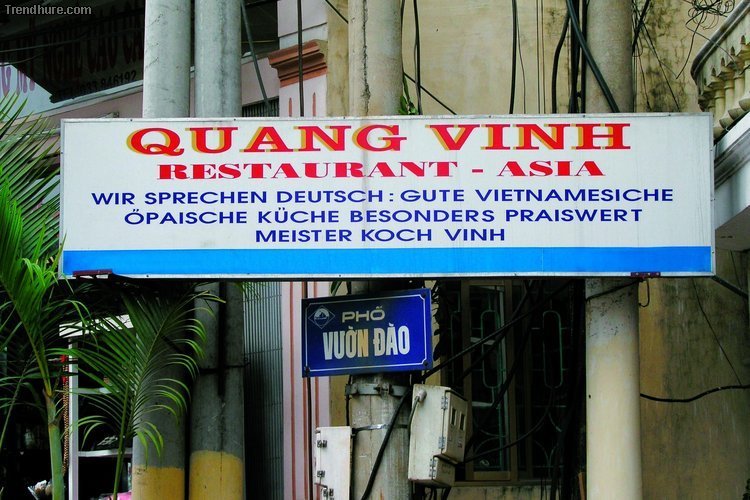 Trendhure.com
QUANG VINH
RESTAURANT - ASIA
WIR SPRECHEN DEUTSCH: GUTE VIETNAMESICHE
ÖPAISCHE KÜCHE BESONDERS PRAISWERT
MEISTER KOCH VINH
PHỐ
VƯỜN ĐÀO